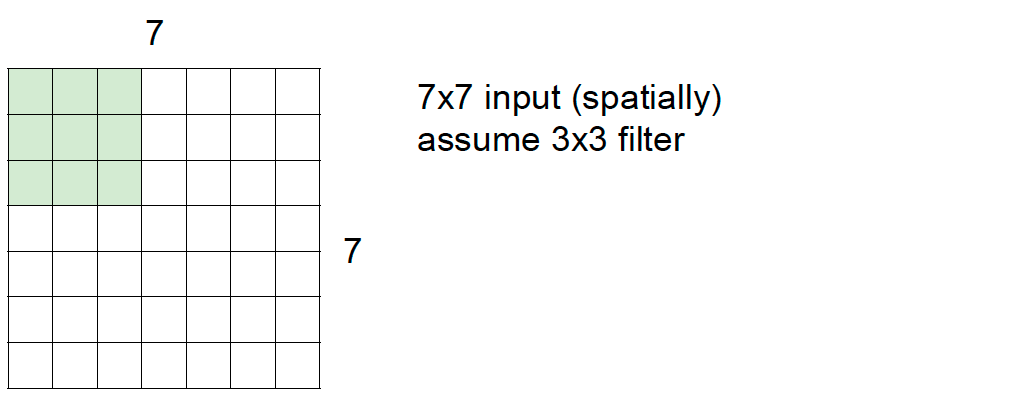 7
7x7 input (spatially)
assume 3x3 filter
7